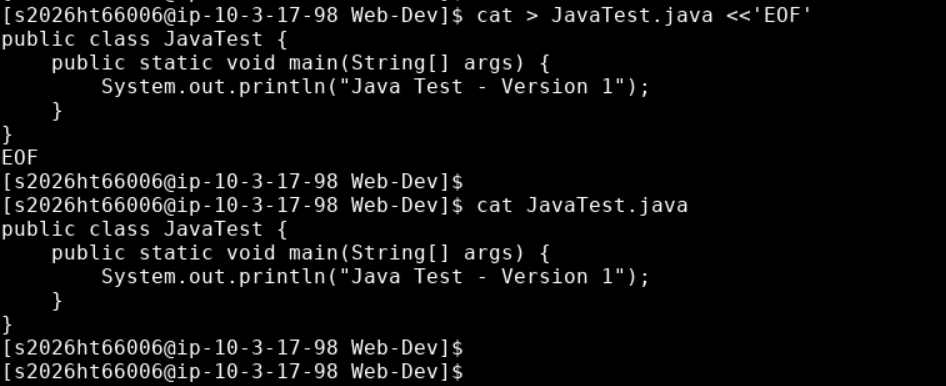 [s2026ht66006@ip-10-3-17-98 Web-Dev]$ cat > JavaTest.java <<'EOF'
public class JavaTest {
    public static void main(String[] args) {
        System.out.println("Java Test - Version 1");
    }
}
EOF
[s2026ht66006@ip-10-3-17-98 Web-Dev]$
[s2026ht66006@ip-10-3-17-98 Web-Dev]$ cat JavaTest.java
public class JavaTest {
    public static void main(String[] args) {
        System.out.println("Java Test - Version 1");
    }
}
[s2026ht66006@ip-10-3-17-98 Web-Dev]$
[s2026ht66006@ip-10-3-17-98 Web-Dev]$